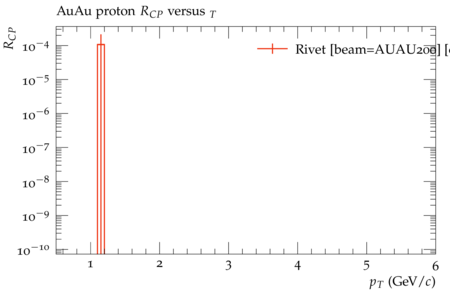 AuAu proton R_CP versus _T
R_CP
Rivet [beam=AUAU200] [
10^−4
10^−5
10^−6
10^−7
10^−8
10^−9
10^−10
1 2 3 4 5 6
p_T (GeV/c)